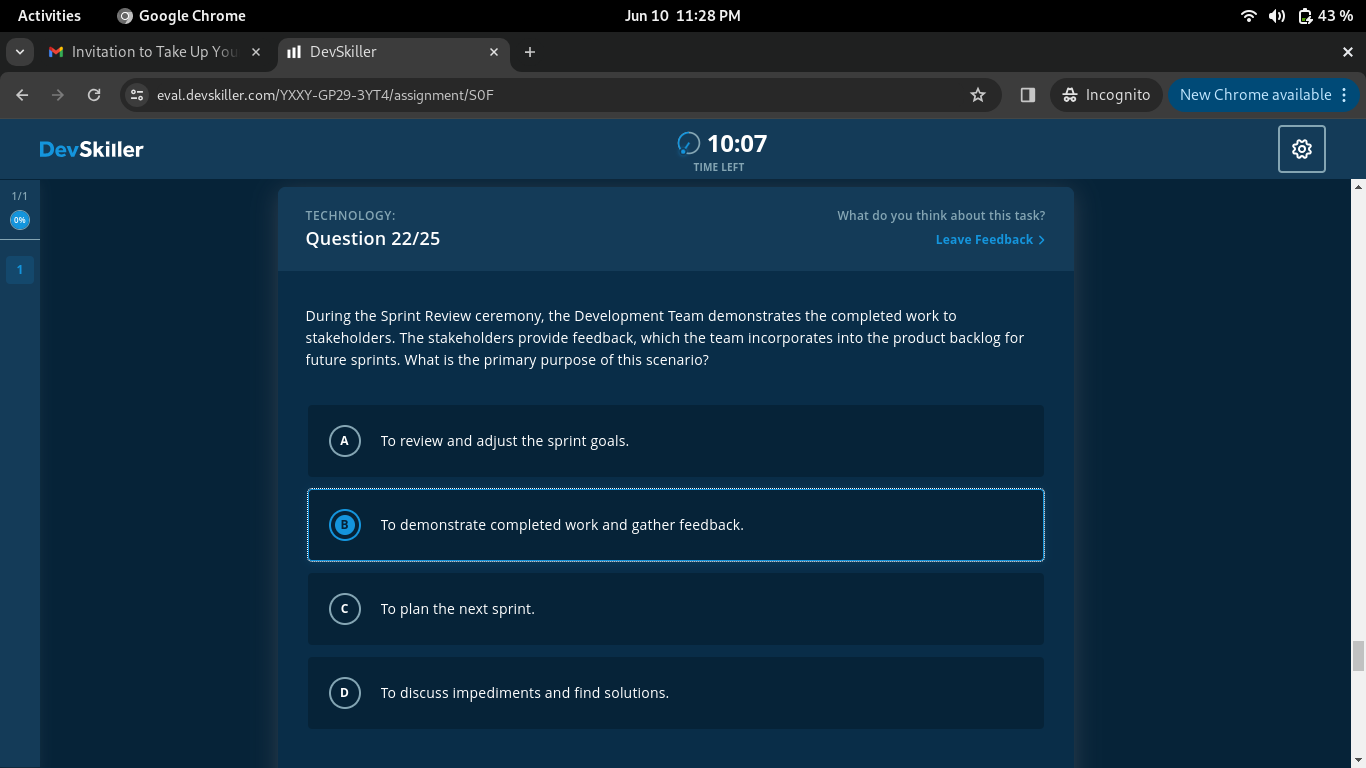 Activities Google Chrome Jun 10 11:28 PM 43 %
Invitation to Take Up You DevSkiller
eval.devskiller.com/YXXY-GP29-3YT4/assignment/S0F Incognito New Chrome available
DevSkiller 10:07
TIME LEFT
1/1
0%
1
TECHNOLOGY: What do you think about this task?
Question 22/25 Leave Feedback
During the Sprint Review ceremony, the Development Team demonstrates the completed work to
stakeholders. The stakeholders provide feedback, which the team incorporates into the product backlog for
future sprints. What is the primary purpose of this scenario?
A To review and adjust the sprint goals.
B To demonstrate completed work and gather feedback.
C To plan the next sprint.
D To discuss impediments and find solutions.